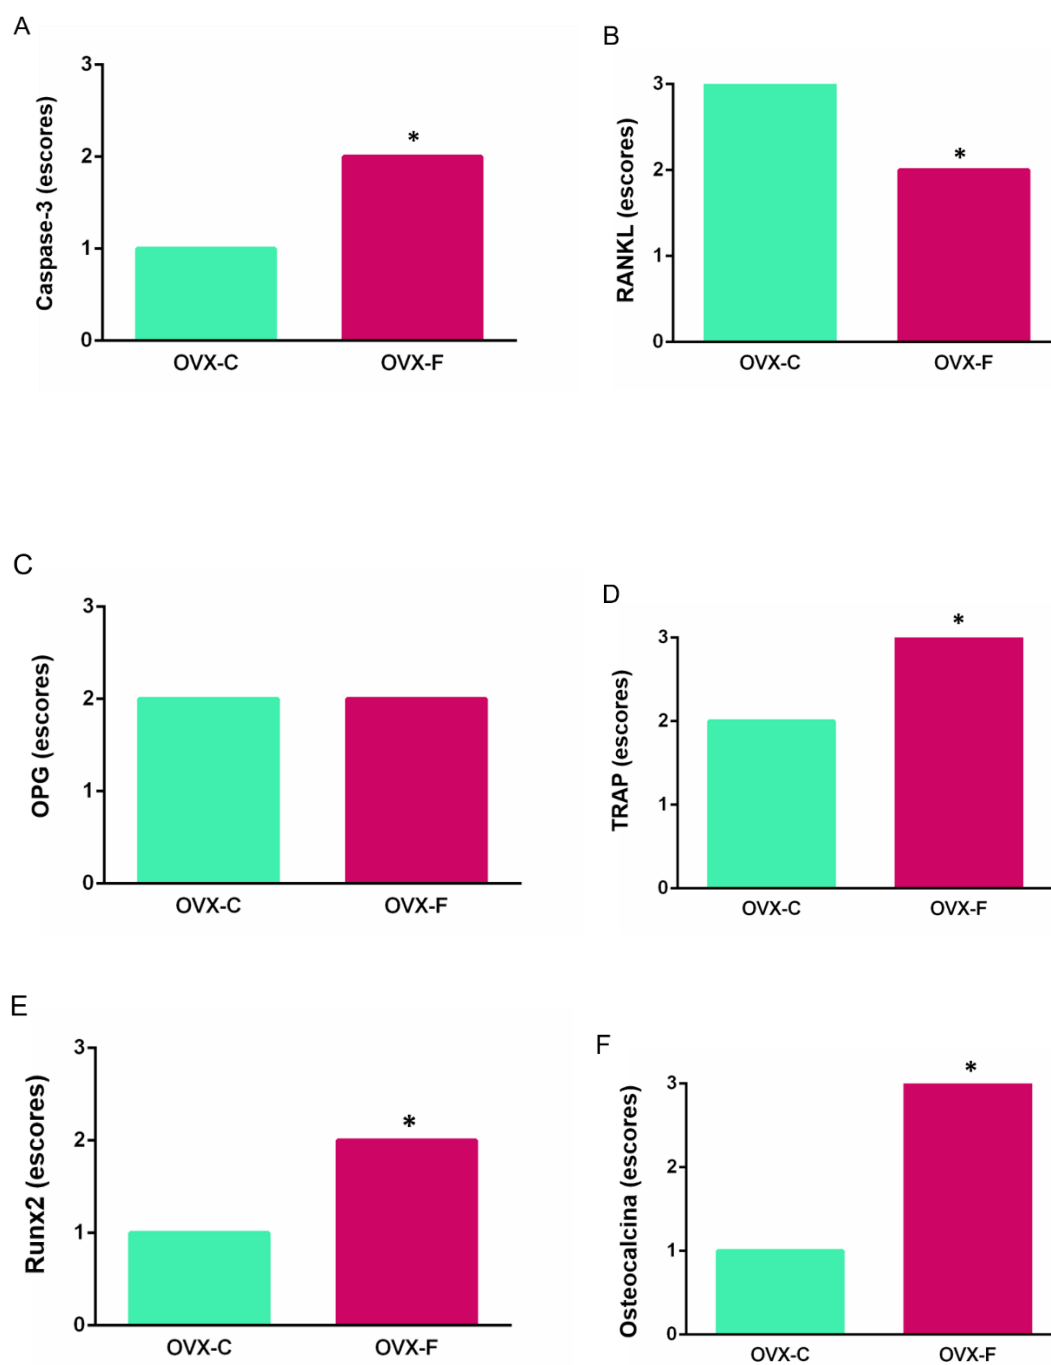 A
Caspase-3 (escores)
3
*
2
1
0
OVX-C OVX-F
B
RANKL (escores)
3
*
2
1
0
OVX-C OVX-F
C
OPG (escores)
3
2
1
0
OVX-C OVX-F
D
TRAP (escores)
*
3
2
1
0
OVX-C OVX-F
E
Runx2 (escores)
3
*
2
1
0
OVX-C OVX-F
F
Osteocalcina (escores)
*
3
2
1
0
OVX-C OVX-F